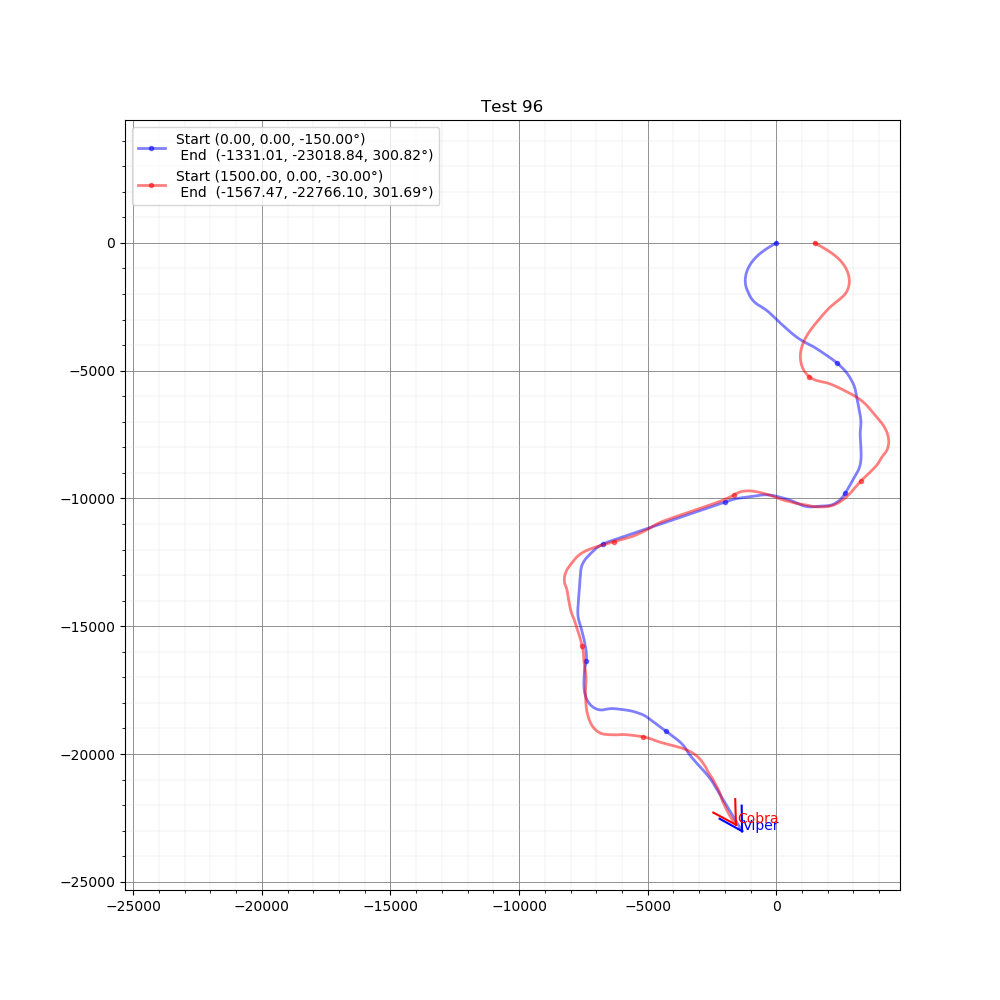 Test 96
Start (0.00, 0.00, -150.00°)
End (-1331.01, -23018.84, 300.82°)
Start (1500.00, 0.00, -30.00°)
End (-1567.47, -22766.10, 301.69°)
0
−5000
−10000
−15000
−20000
−25000
Cobra
Viper
−25000 −20000 −15000 −10000 −5000 0